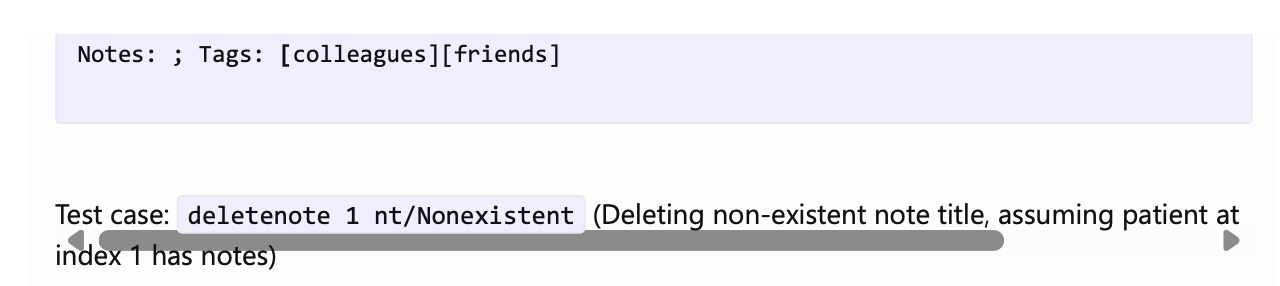 Notes: ; Tags: [colleagues][friends]
Test case: deletenote 1 nt/Nonexistent (Deleting non-existent note title, assuming patient at
index 1 has notes)